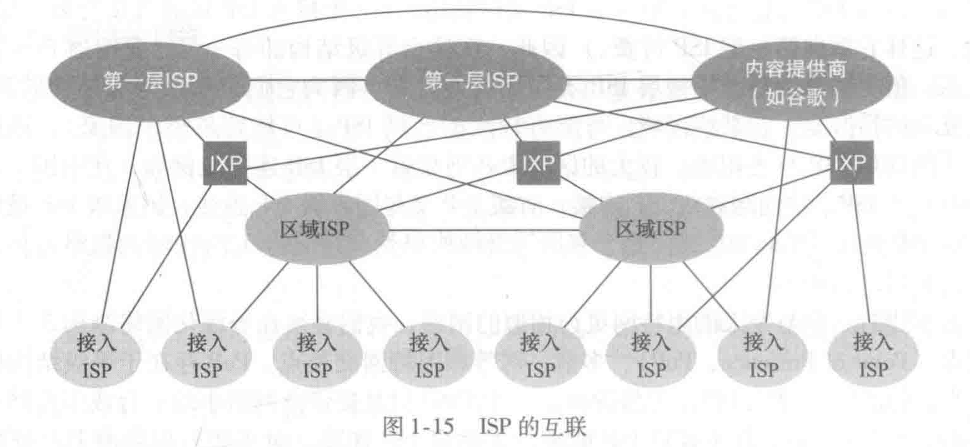 第一层ISP
第一层ISP
内容提供商
（如谷歌）
IXP
IXP
IXP
区域ISP
区域ISP
接入
ISP
接入
ISP
接入
ISP
接入
ISP
接入
ISP
接入
ISP
接入
ISP
接入
ISP
图 1-15 ISP 的互联